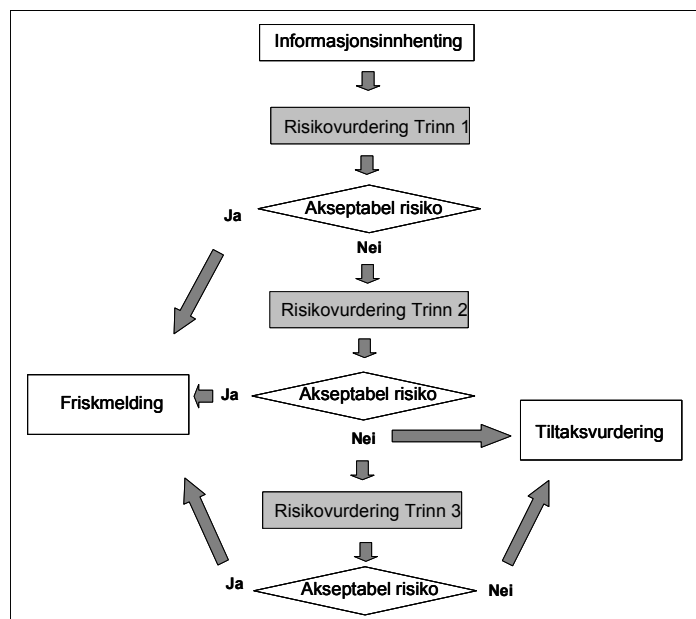 Informasjonsinnhenting
Risikovurdering Trinn 1
Akseptabel risiko
Ja
Nei
Risikovurdering Trinn 2
Akseptabel risiko
Ja
Friskmelding
Nei
Tiltaksvurdering
Risikovurdering Trinn 3
Akseptabel risiko
Ja
Nei